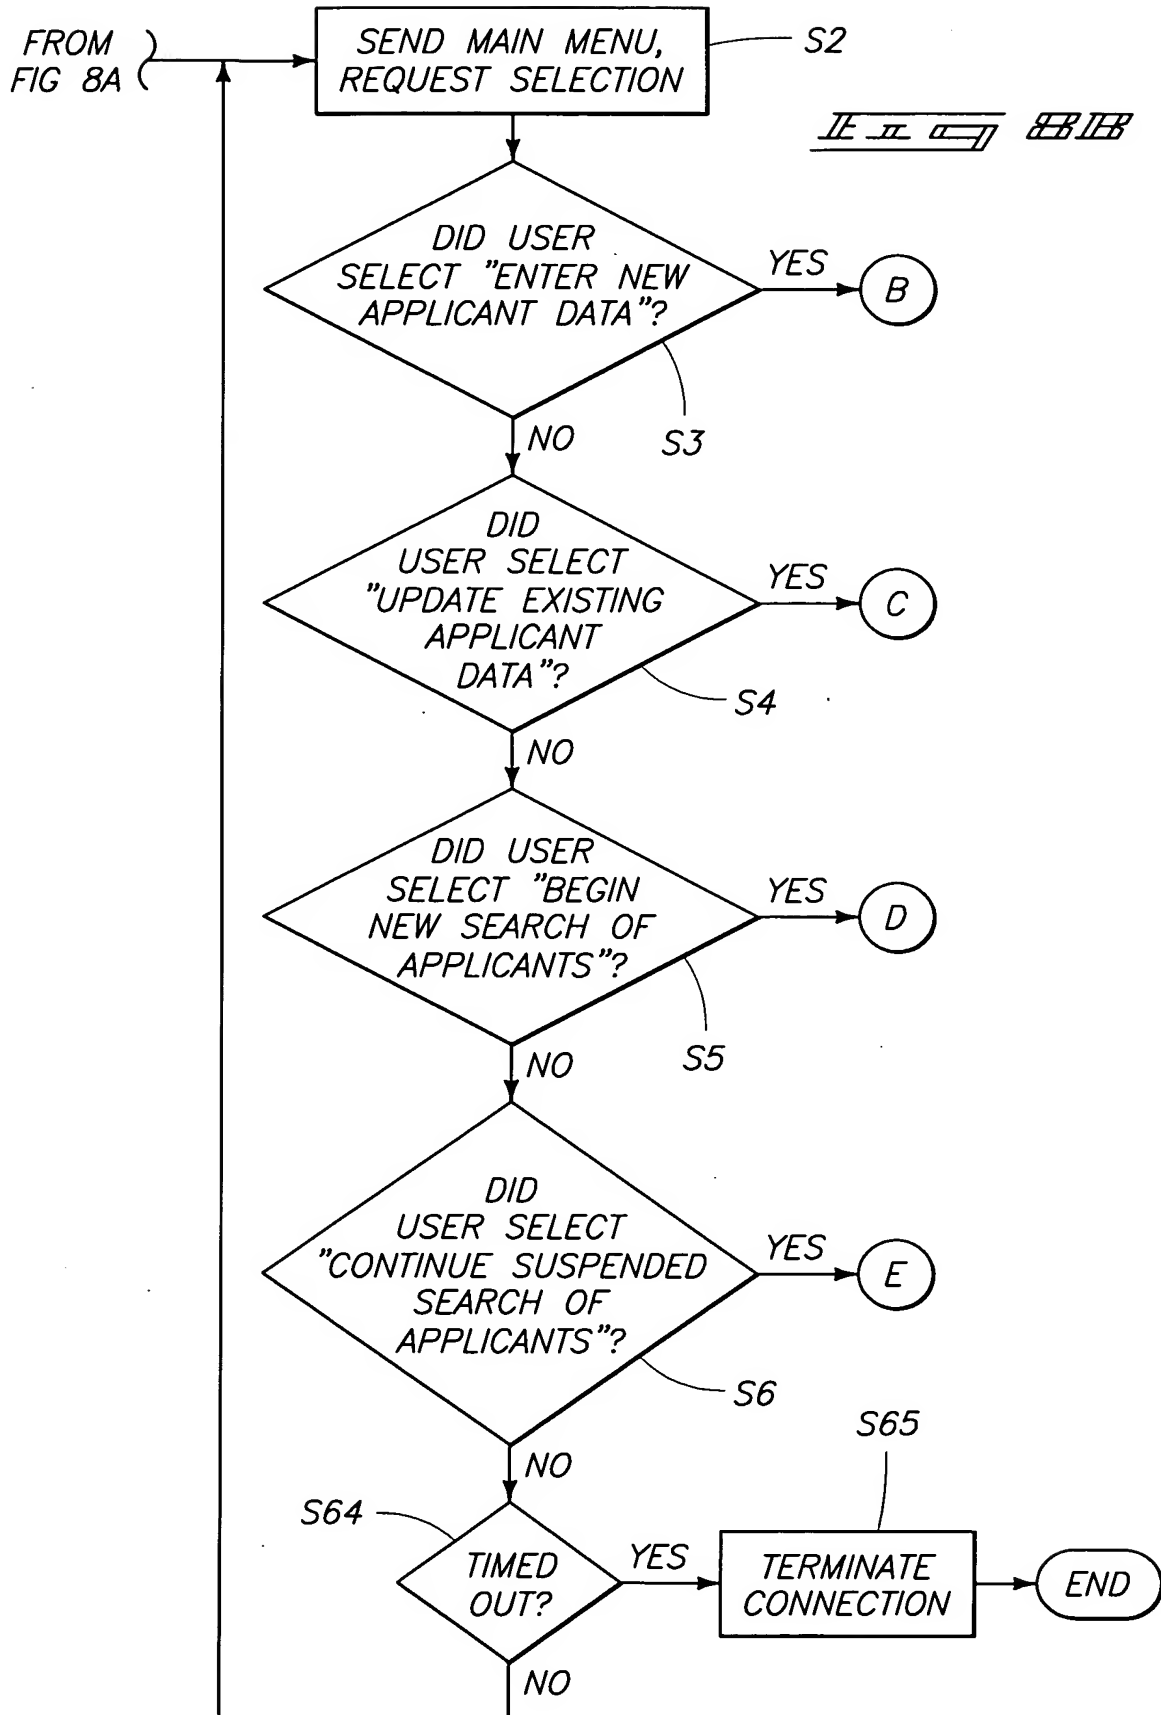 FROM
FIG 8A
SEND MAIN MENU,
REQUEST SELECTION
S2
Fig 8B
DID USER
SELECT "ENTER NEW
APPLICANT DATA"?
YES
B
S3
NO
DID
USER SELECT
"UPDATE EXISTING
APPLICANT
DATA"?
YES
C
S4
NO
DID USER
SELECT "BEGIN
NEW SEARCH OF
APPLICANTS"?
YES
D
S5
NO
DID
USER SELECT
"CONTINUE SUSPENDED
SEARCH OF
APPLICANTS"?
YES
E
S6
NO
S64
TIMED
OUT?
YES
S65
TERMINATE
CONNECTION
END
NO